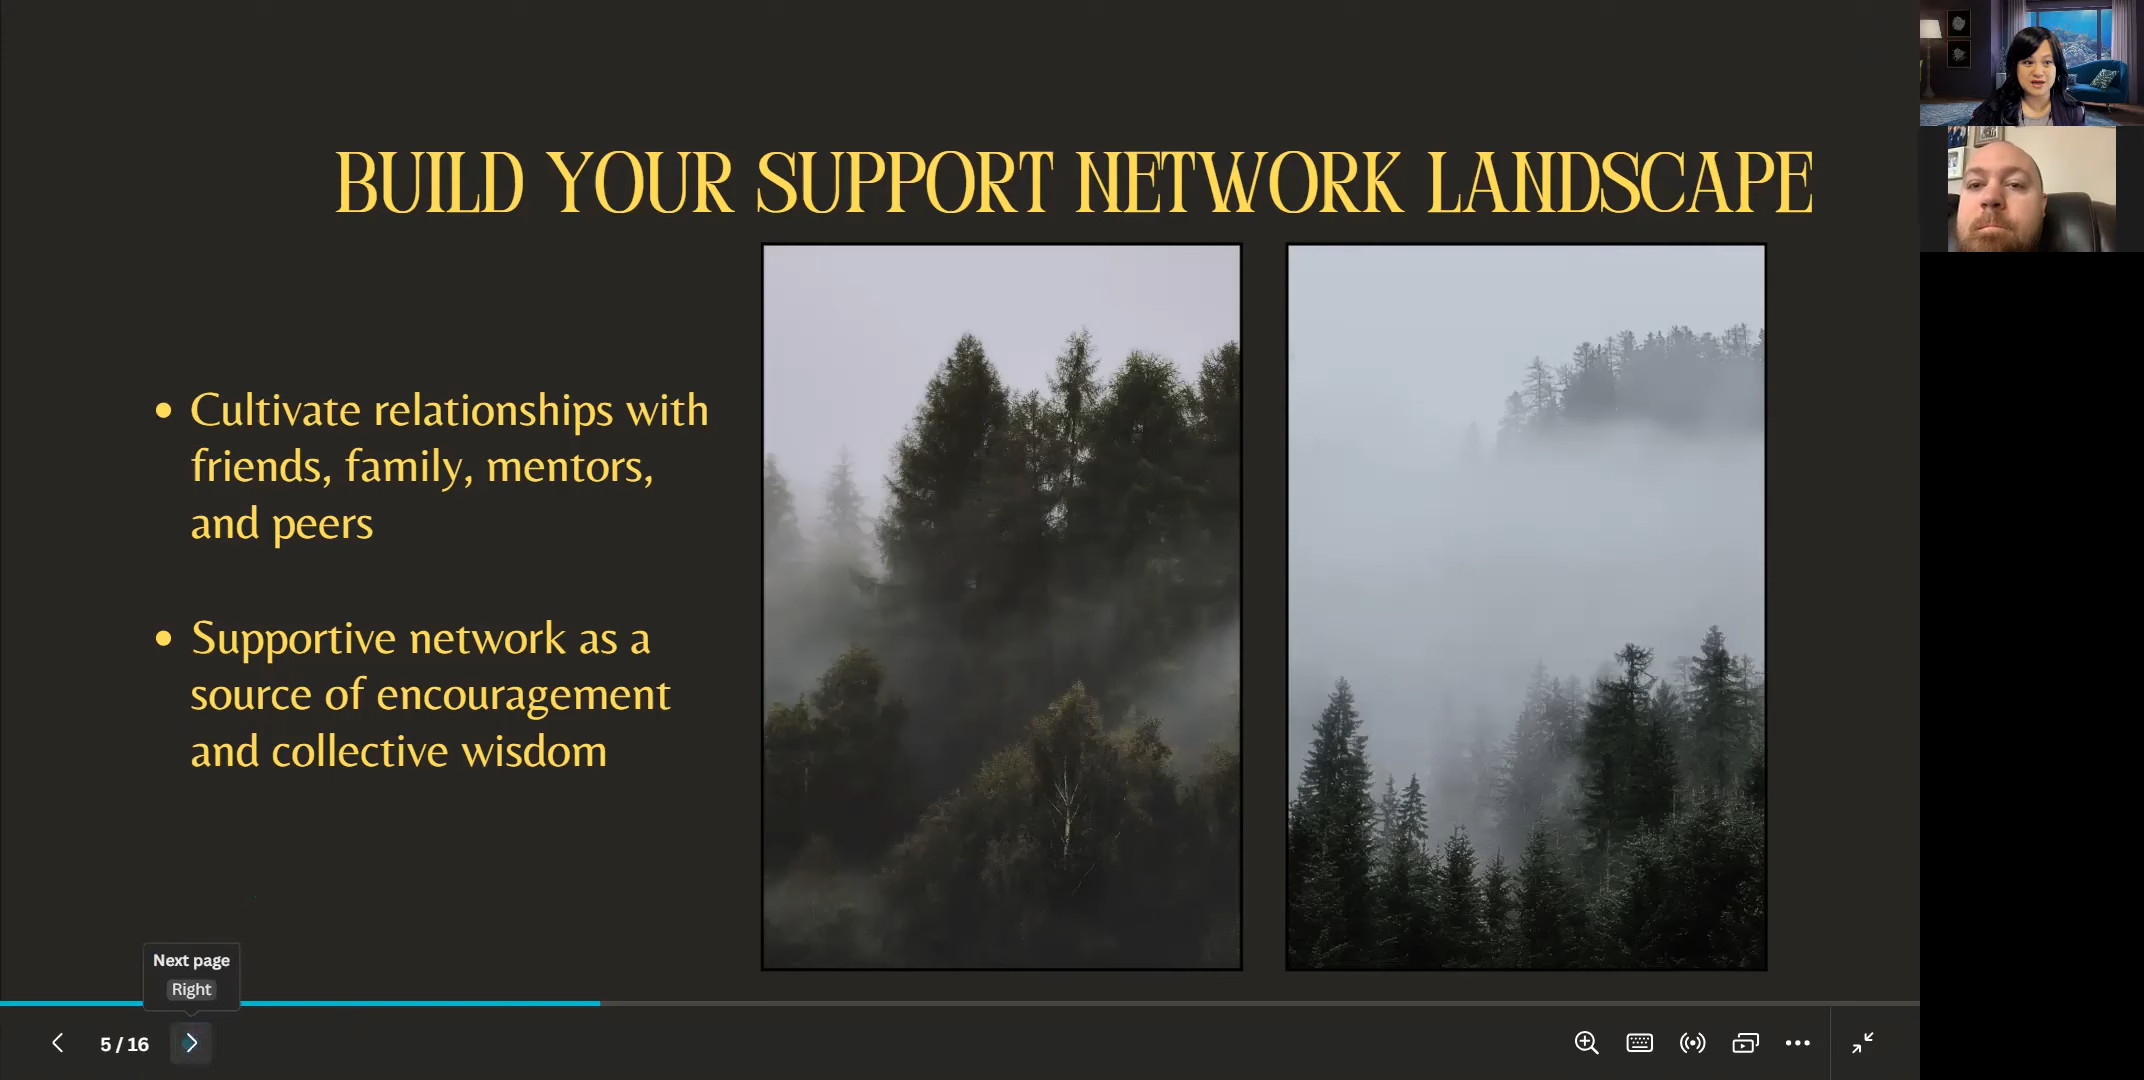 BUILD YOUR SUPPORT NETWORK LANDSCAPE
• Cultivate relationships with
friends, family, mentors,
and peers
• Supportive network as a
source of encouragement
and collective wisdom
Next page
Right
5 / 16